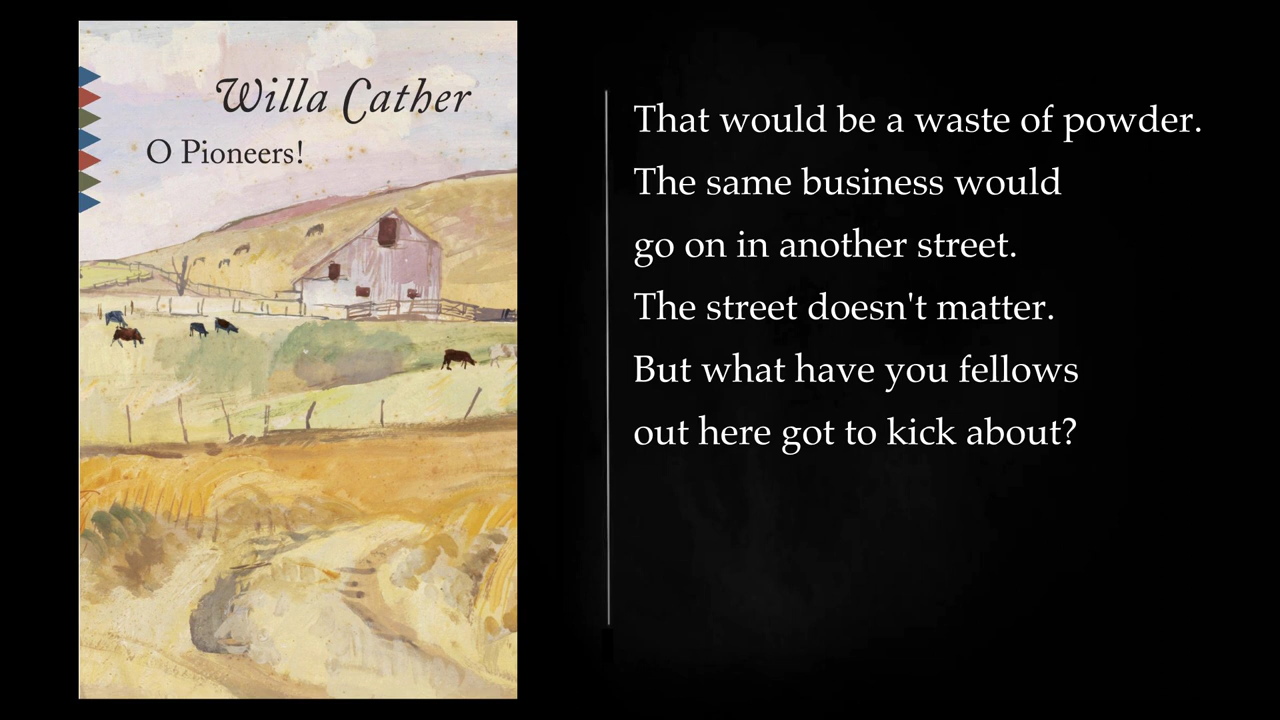 Willa Cather
O Pioneers!
That would be a waste of powder.
The same business would
go on in another street.
The street doesn't matter.
But what have you fellows
out here got to kick about?